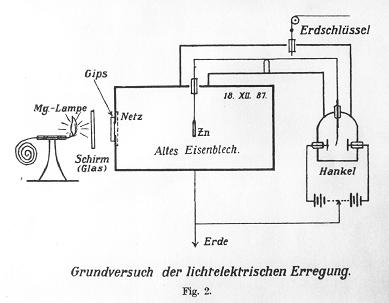 Erdschlüssel
Gips
Mg-Lampe
Netz
18. XII. 87.
Zn
Altes Eisenblech.
Schirm
(Glas)
Hankel
Erde
Grundversuch der lichtelektrischen Erregung.
Fig. 2.